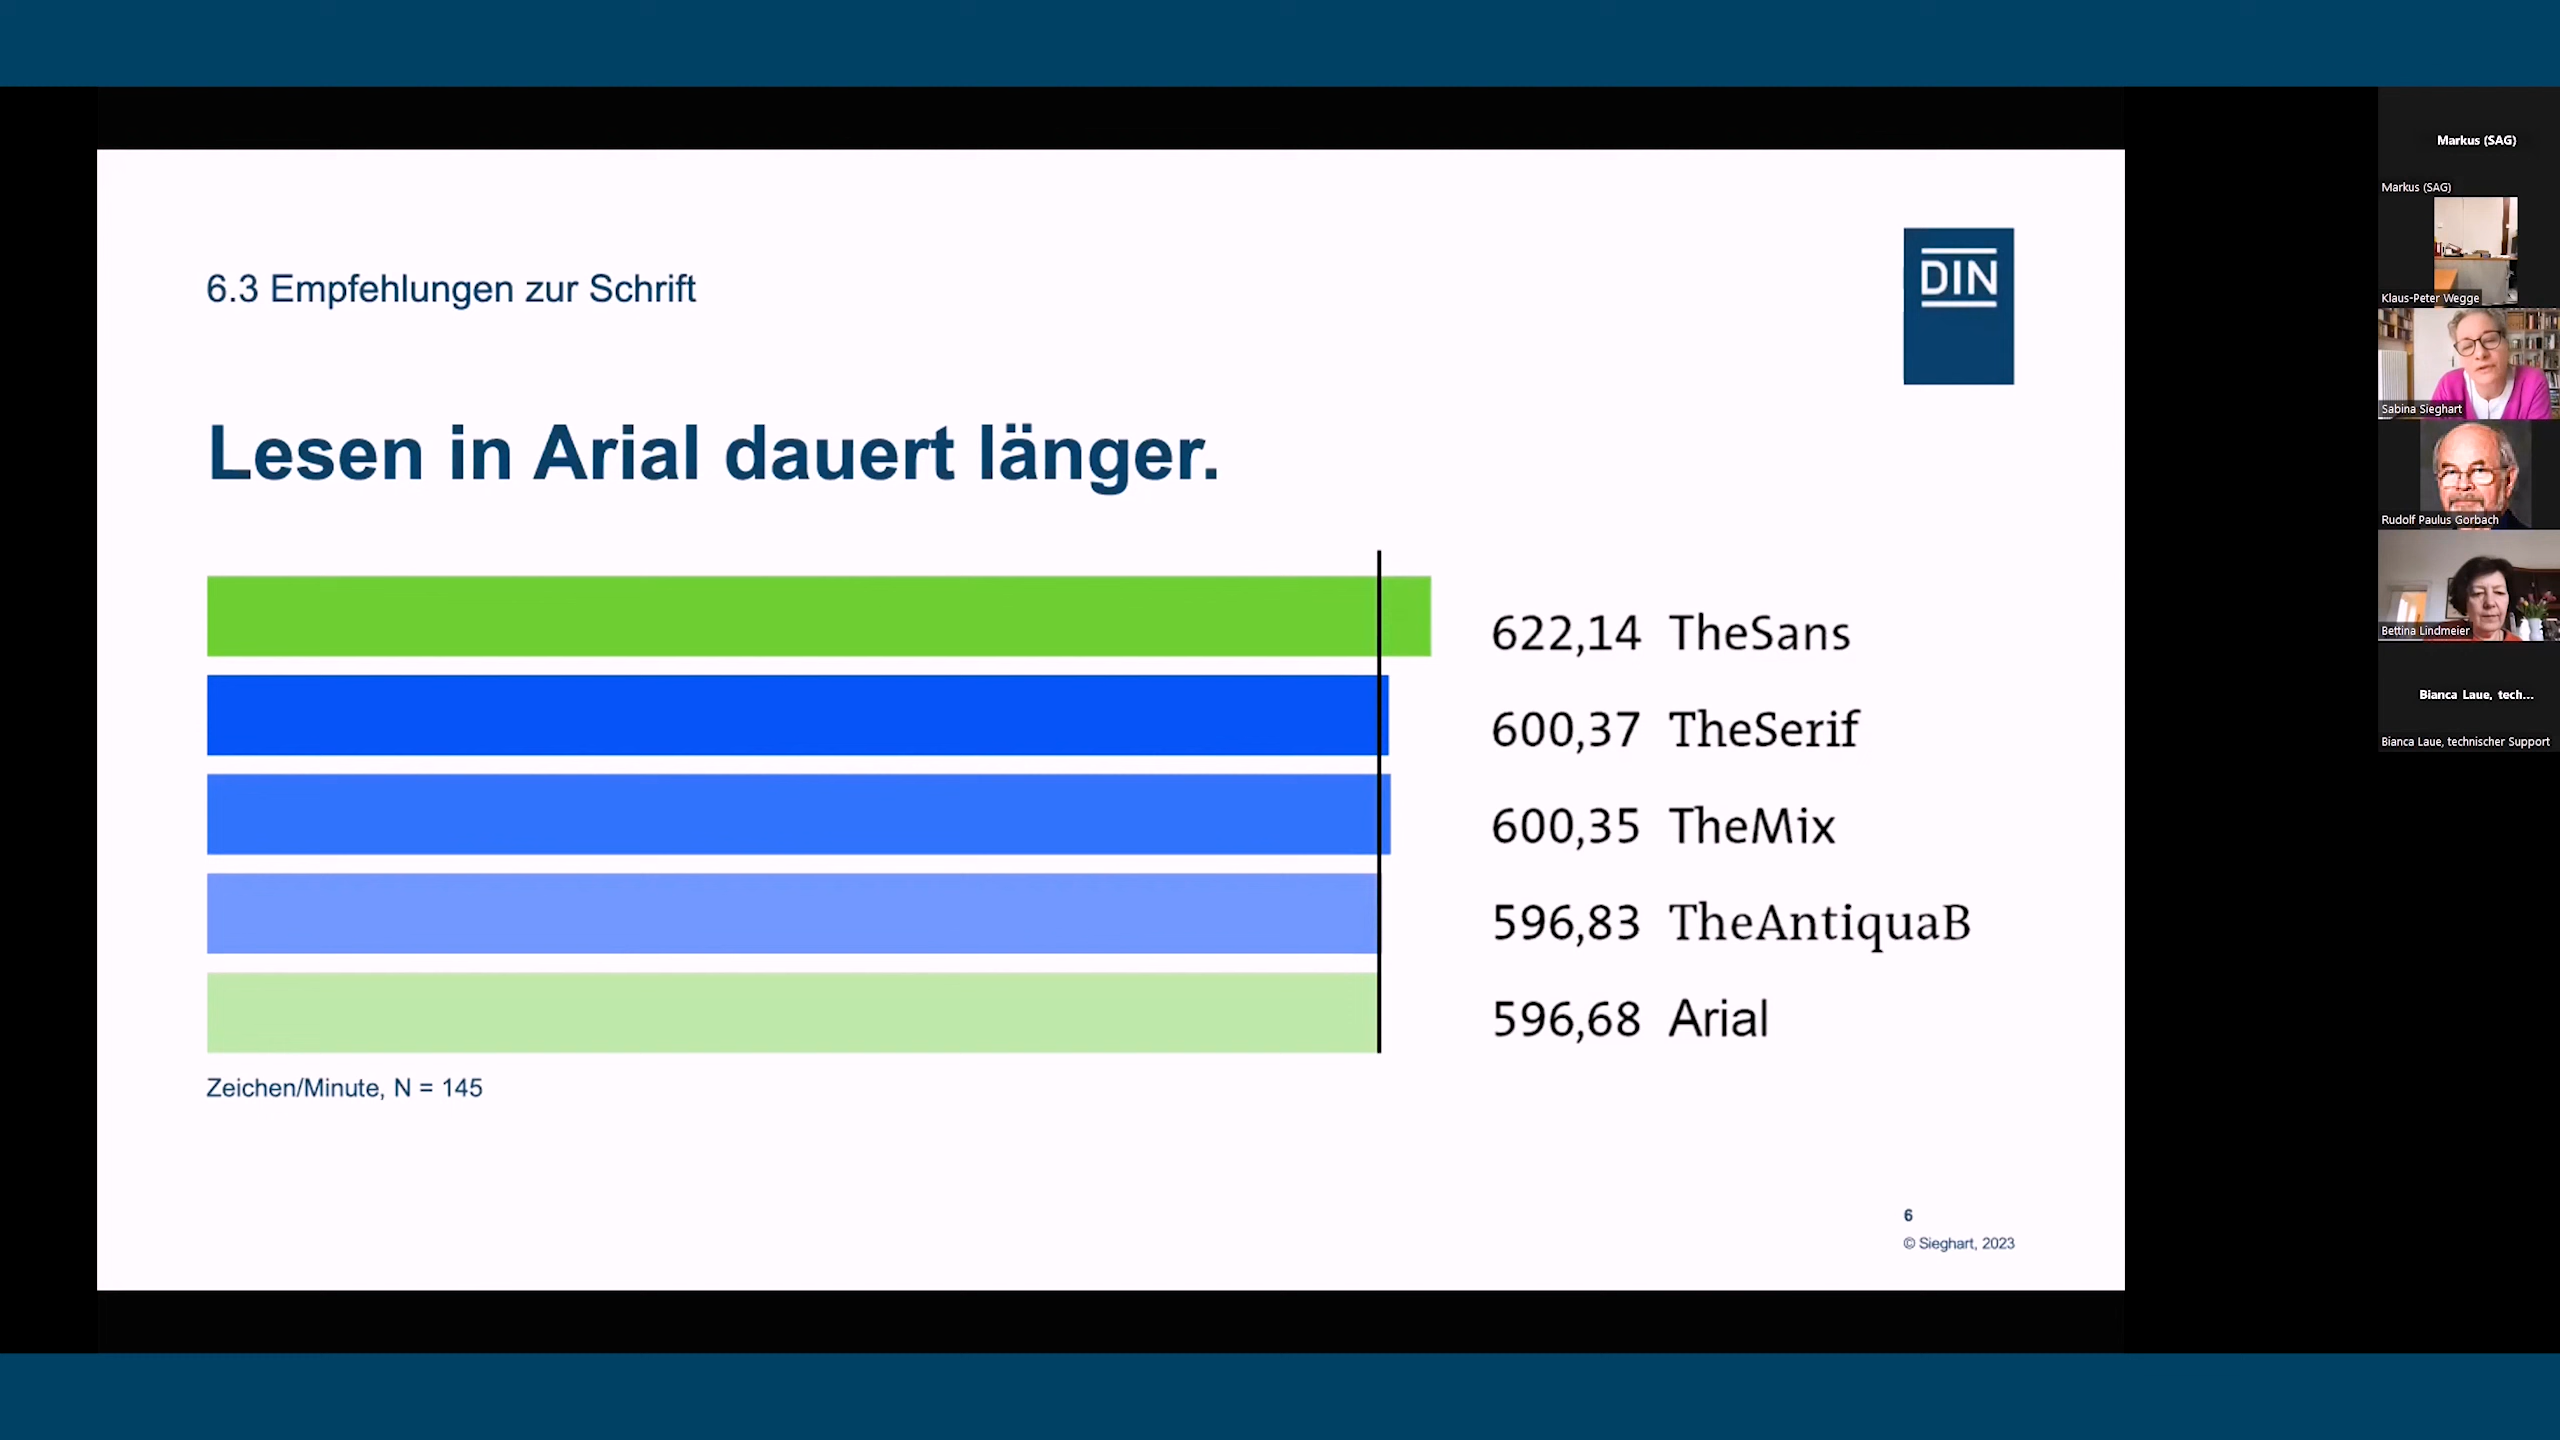 6.3 Empfehlungen zur Schrift
DIN
Lesen in Arial dauert länger.
622,14 TheSans
600,37 TheSerif
600,35 TheMix
596,83 TheAntiquaB
596,68 Arial
Zeichen/Minute, N = 145
6
© Sieghart, 2023
Markus (SAG)
Markus (SAG)
Klaus-Peter Wegge
Sabina Sieghart
Rudolf Paulus Gorbach
Bettina Lindmeier
Bianca Laue, tech...
Bianca Laue, technischer Support